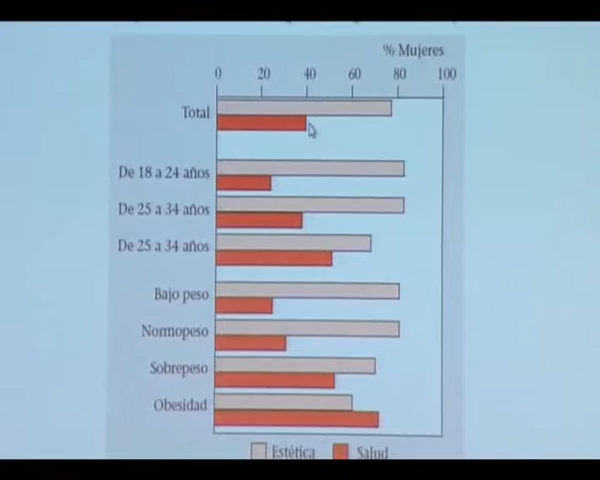 % Mujeres
0 20 40 60 80 100
Total
De 18 a 24 años
De 25 a 34 años
De 25 a 34 años
Bajo peso
Normopeso
Sobrepeso
Obesidad
Estética Salud